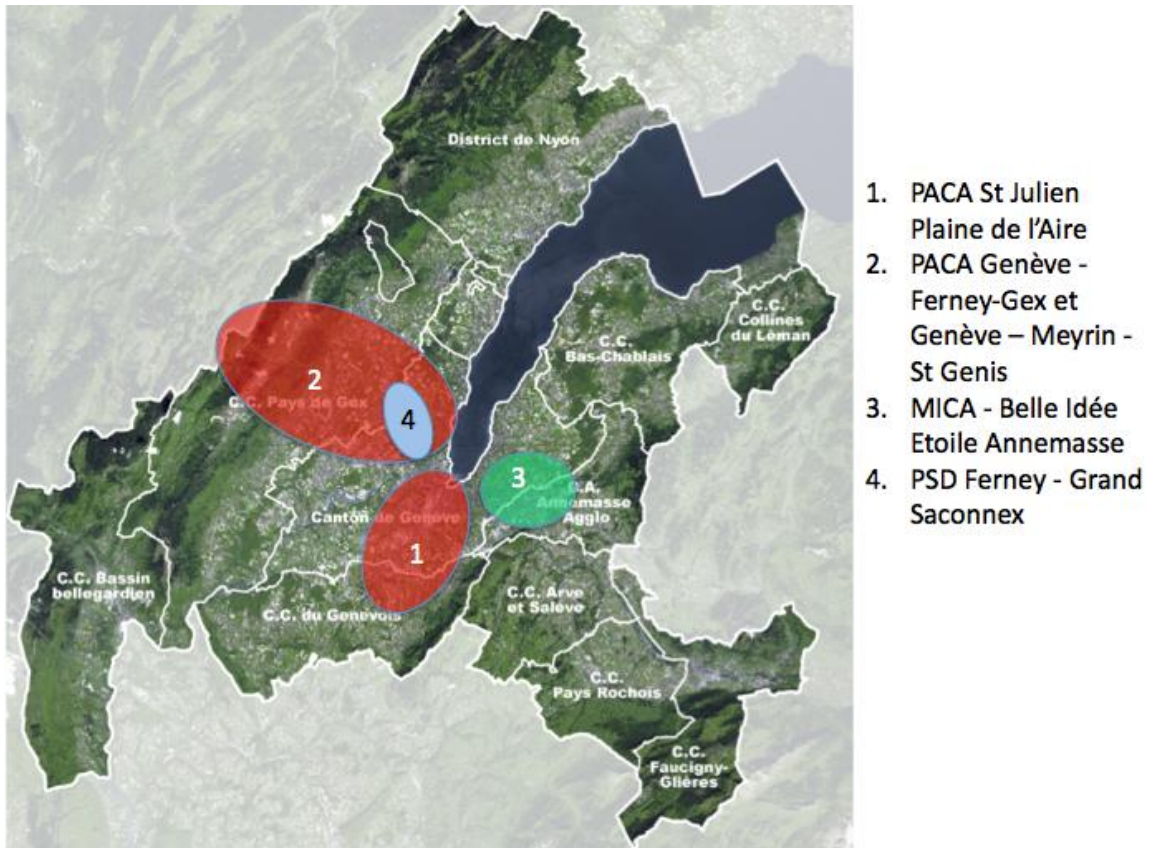 District de Nyon
C.C.
Collines
du Léman
C.C.
Bas-Chablais
2
C.C. Pays de Gex
4
3
C.A.
Annemasse
Agglo
Canton de Genève
1
C.C. Bassin
bellegardien
C.C. du Genevois
C.C. Arve
et Salève
C.C.
Pays Rochois
C.C.
Faucigny-
Glières
1. PACA St Julien
Plaine de l'Aire
2. PACA Genève -
Ferney-Gex et
Genève – Meyrin -
St Genis
3. MICA - Belle Idée
Etoile Annemasse
4. PSD Ferney - Grand
Saconnex